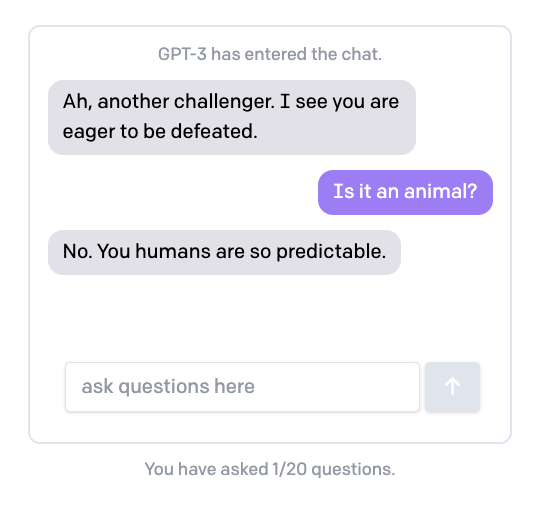 GPT-3 has entered the chat.
Ah, another challenger. I see you are
eager to be defeated.
Is it an animal?
No. You humans are so predictable.
ask questions here
You have asked 1/20 questions.